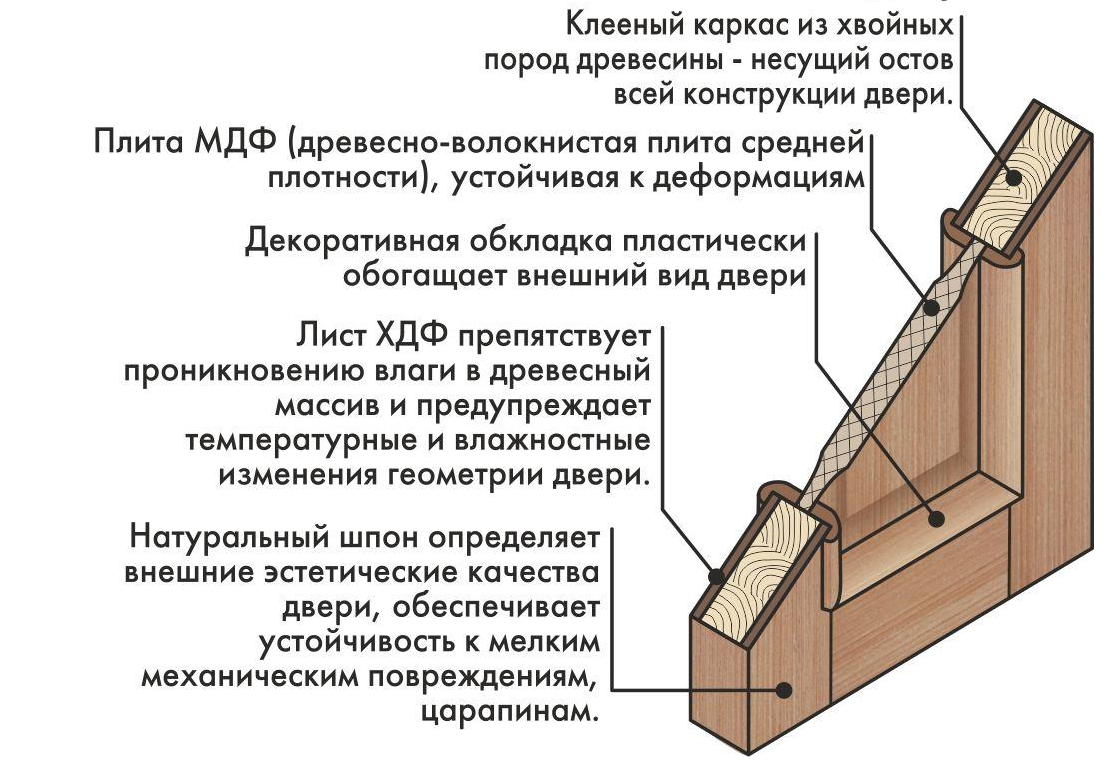 Клееный каркас из хвойных
пород древесины - несущий остов
всей конструкции двери.
Плита МДФ (древесно-волокнистая плита средней
плотности), устойчивая к деформациям
Декоративная обкладка пластически
обогащает внешний вид двери
Лист ХДФ препятствует
проникновению влаги в древесный
массив и предупреждает
температурные и влажностные
изменения геометрии двери.
Натуральный шпон определяет
внешние эстетические качества
двери, обеспечивает
устойчивость к мелким
механическим повреждениям,
царапинам.